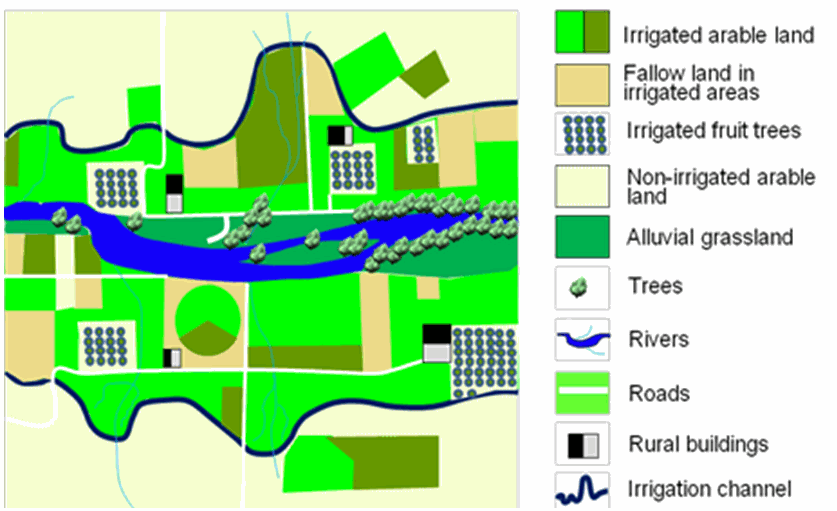 Irrigated arable land
Fallow land in
irrigated areas
Irrigated fruit trees
Non-irrigated arable
land
Alluvial grassland
Trees
Rivers
Roads
Rural buildings
Irrigation channel